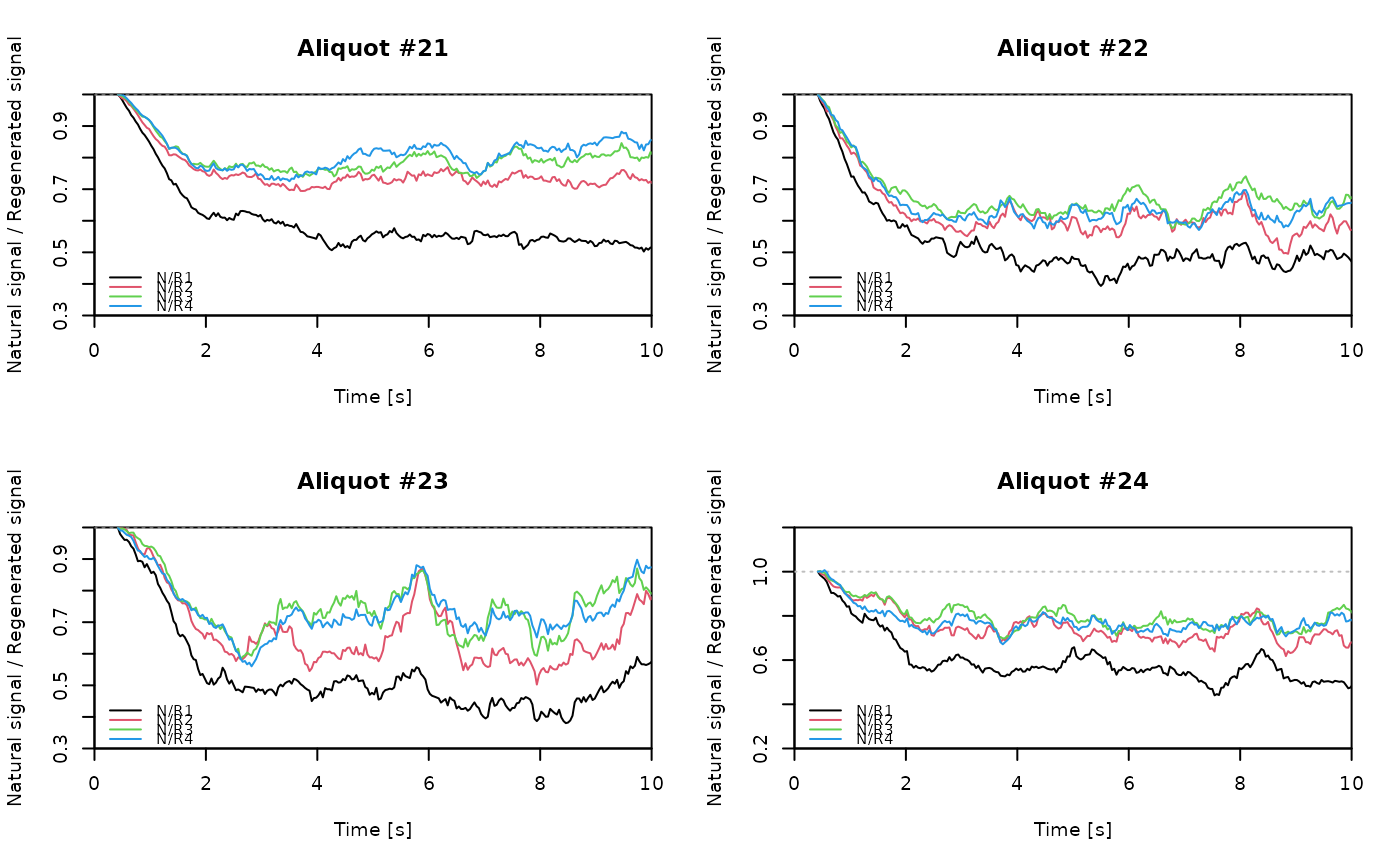 Aliquot #21
Natural signal / Regenerated signal
0.9
0.7
0.5
0.3
N/R1
N/R2
N/R3
N/R4
0 2 4 6 8 10
Time [s]
Aliquot #22
Natural signal / Regenerated signal
0.9
0.7
0.5
0.3
N/R1
N/R2
N/R3
N/R4
0 2 4 6 8 10
Time [s]
Aliquot #23
Natural signal / Regenerated signal
0.9
0.7
0.5
0.3
N/R1
N/R2
N/R3
N/R4
0 2 4 6 8 10
Time [s]
Aliquot #24
Natural signal / Regenerated signal
1.0
0.6
0.2
N/R1
N/R2
N/R3
N/R4
0 2 4 6 8 10
Time [s]